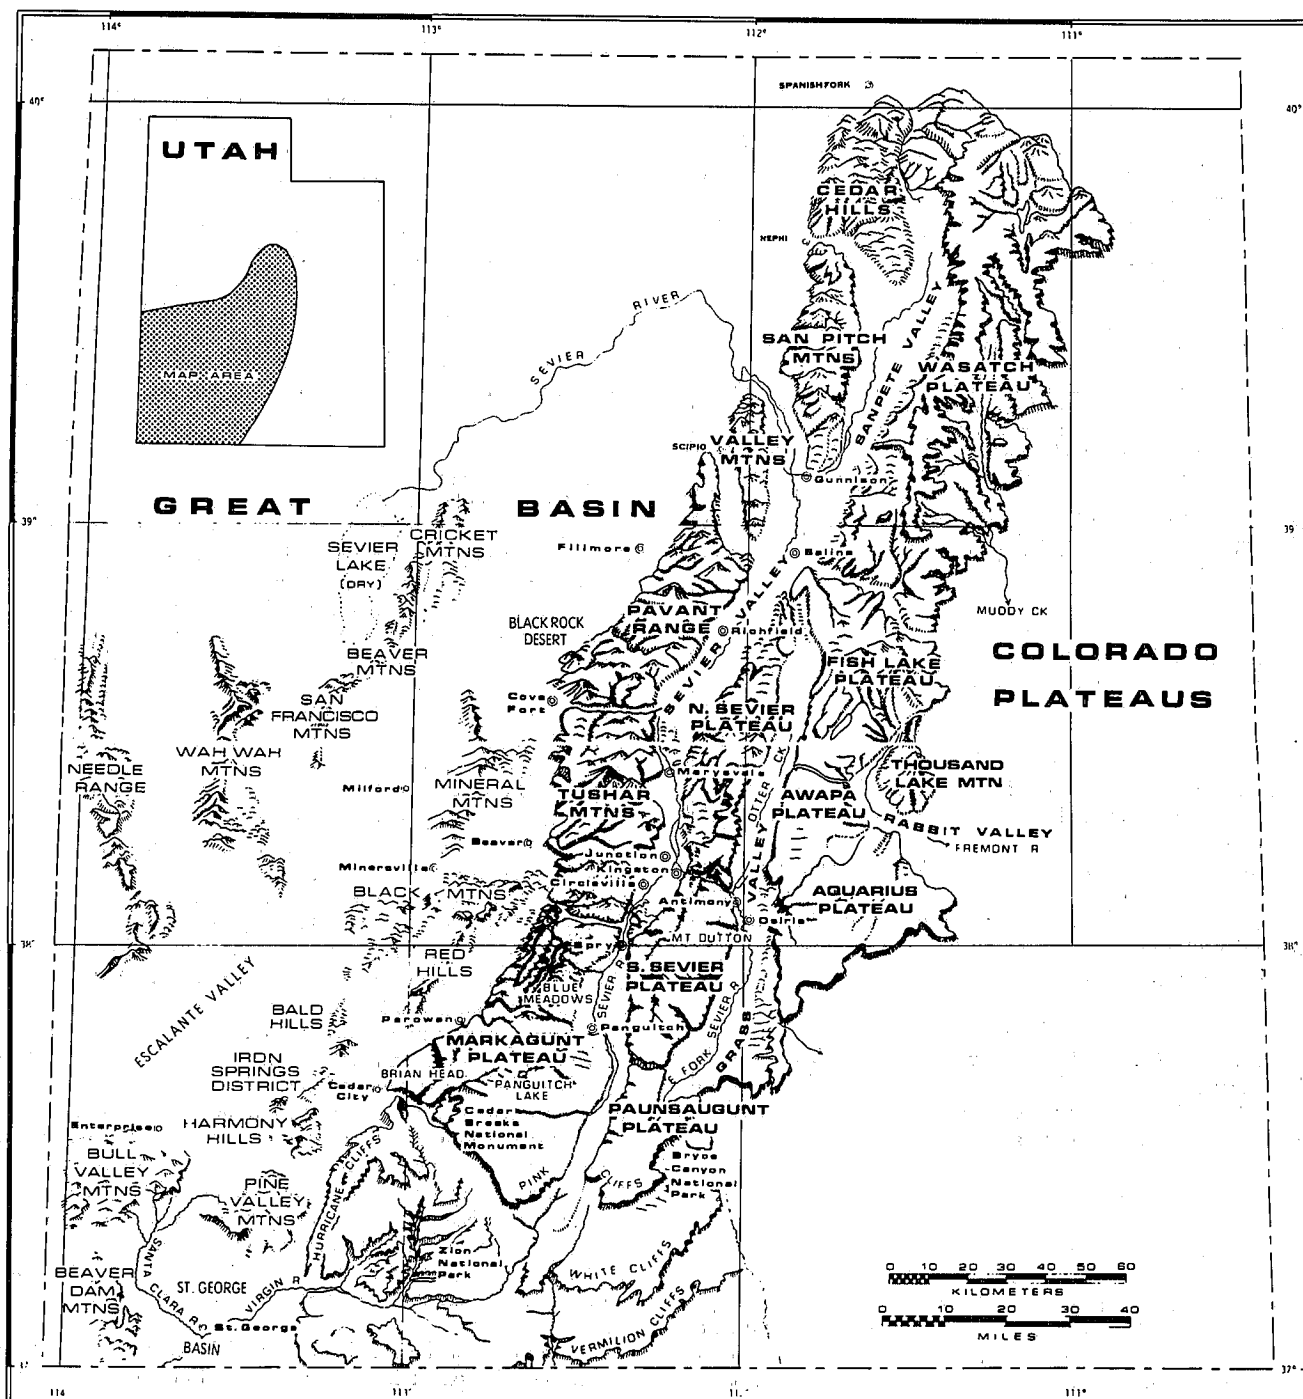 114°
113°
112°
111°
SPANISH FORK
40°
40°
UTAH
CEDAR
HILLS
NEPHI
RIVER
SEVIER
SAN PITCH
MTNS
SANPETE VALLEY
WASATCH
PLATEAU
MAP AREA
SCIPIO
VALLEY
MTNS
Gunnison
GREAT
BASIN
39°
39
CRICKET
MTNS
SEVIER
LAKE
(DRY)
Fillmore
Salina
MUDDY CK
PAVANT
RANGE
Richfield
SEVIER VALLEY
BLACK ROCK
DESERT
BEAVER
MTNS
COLORADO
PLATEAUS
FISH LAKE
PLATEAU
Cove
Fort
N. SEVIER
PLATEAU
SAN
FRANCISCO
MTNS
WAH WAH
MTNS
NEEDLE
RANGE
Marysvale
OTTER CK
THOUSAND
LAKE MTN
Milford
MINERAL
MTNS
TUSHAR
MTNS
AWAPA
PLATEAU
RABBIT VALLEY
FREMONT R
Beaver
Minersville
Junction
Kingston
Circleville
BLACK MTNS
Antimony
AQUARIUS
PLATEAU
Osiris
MT DUTTON
38°
38°
Spry
RED
HILLS
BLUE
MEADOWS
SEVIER R
S. SEVIER
PLATEAU
ESCALANTE VALLEY
BALD
HILLS
Parowan
Panguitch
E FORK SEVIER R
GRASS VALLEY
MARKAGUNT
PLATEAU
IRON
SPRINGS
DISTRICT
BRIAN HEAD
Cedar
City
PANGUITCH
LAKE
PAUNSAUGUNT
PLATEAU
Cedar
Breaks
National
Monument
Enterprise
HARMONY
HILLS
BULL
VALLEY
MTNS
PINE
VALLEY
MTNS
HURRICANE CLIFFS
PINK CLIFFS
Bryce
Canyon
National
Park
Zion
National
Park
WHITE CLIFFS
VERMILION CLIFFS
BEAVER
DAM
MTNS
SANTA CLARA R
ST. GEORGE
VIRGIN R
St. George
BASIN
0 10 20 30 40 50 60
KILOMETERS
0 10 20 30 40
MILES
37°
114
111°